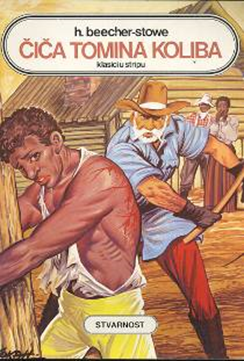 h. beecher-stowe
ČIČA TOMINA KOLIBA
klasici u stripu
STVARNOST